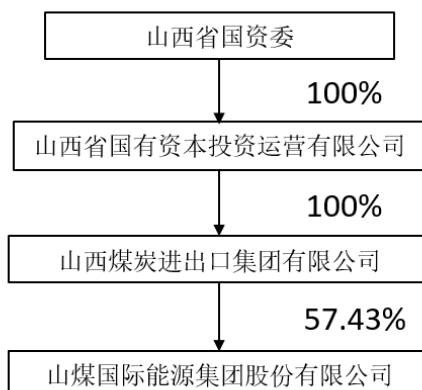 山西省国资委
100%
山西省国有资本投资运营有限公司
100%
山西煤炭进出口集团有限公司
57.43%
山煤国际能源集团股份有限公司